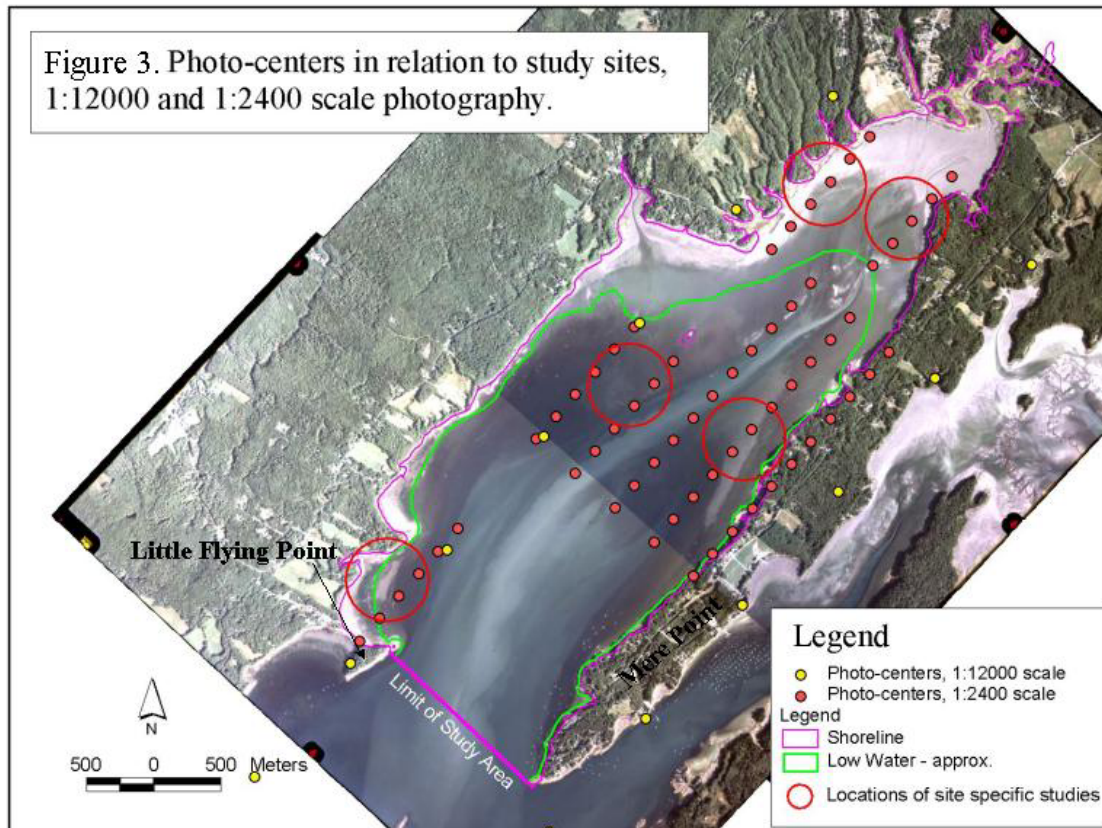 Figure 3. Photo-centers in relation to study sites,
1:12000 and 1:2400 scale photography.
Little Flying Point
Mere Point
Limit of Study Area
N
500 0 500 Meters
Legend
Photo-centers, 1:12000 scale
Photo-centers, 1:2400 scale
Legend
Shoreline
Low Water - approx.
Locations of site specific studies